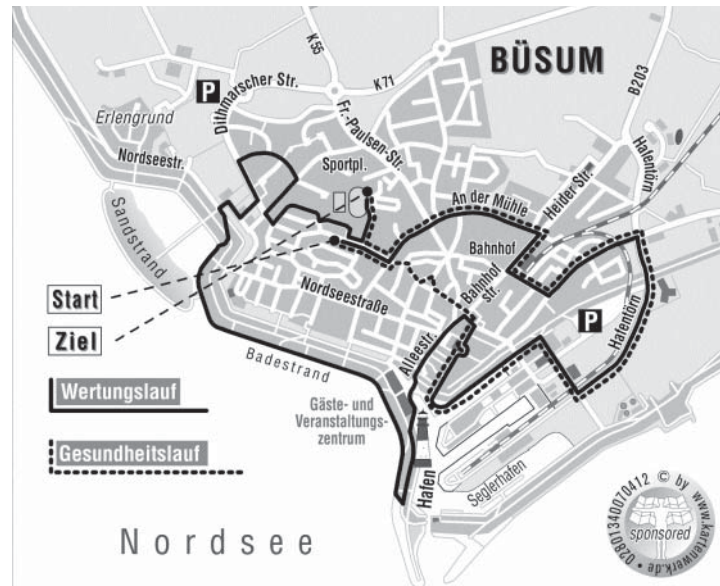 BÜSUM
K55
K71
B203
P
Dithmarscher Str.
Fr.-Paulsen-Str.
Erlengrund
Nordseestr.
Sportpl.
Hafentörn
Heider Str.
An der Mühle
Sandstrand
Bahnhof
Bahnhof
str.
Start
Nordseestraße
Ziel
P
Hafentörn
Alleestr.
Badestrand
Wertungslauf
Gäste- und
Veranstaltungs-
zentrum
Gesundheitslauf
Hafen
Seglerhafen
Nordsee
sponsored
02801340070412 © by www.kartenwerk.de •